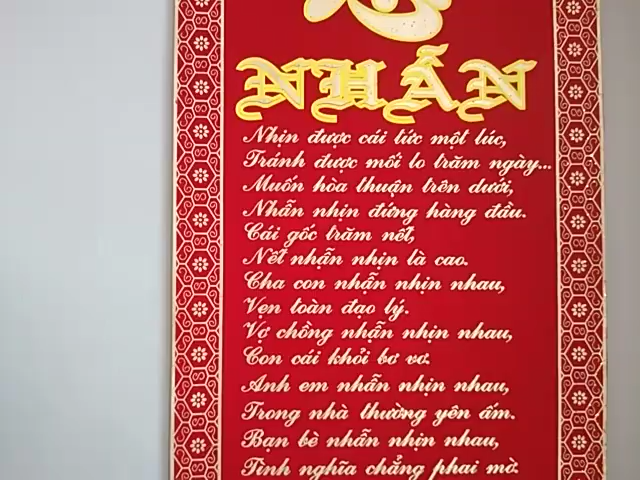 NHẪN
Nhịn được cái tức một lúc,
Tránh được mối lo trăm ngày...
Muốn hòa thuận trên dưới,
Nhẫn nhịn đứng hàng đầu.
Cái gốc trăm nết,
Nết nhẫn nhịn là cao.
Cha con nhẫn nhịn nhau,
Vẹn toàn đạo lý.
Vợ chồng nhẫn nhịn nhau,
Con cái khỏi bơ vơ.
Anh em nhẫn nhịn nhau,
Trong nhà thường yên ấm.
Bạn bè nhẫn nhịn nhau,
Tình nghĩa chẳng phai mờ.